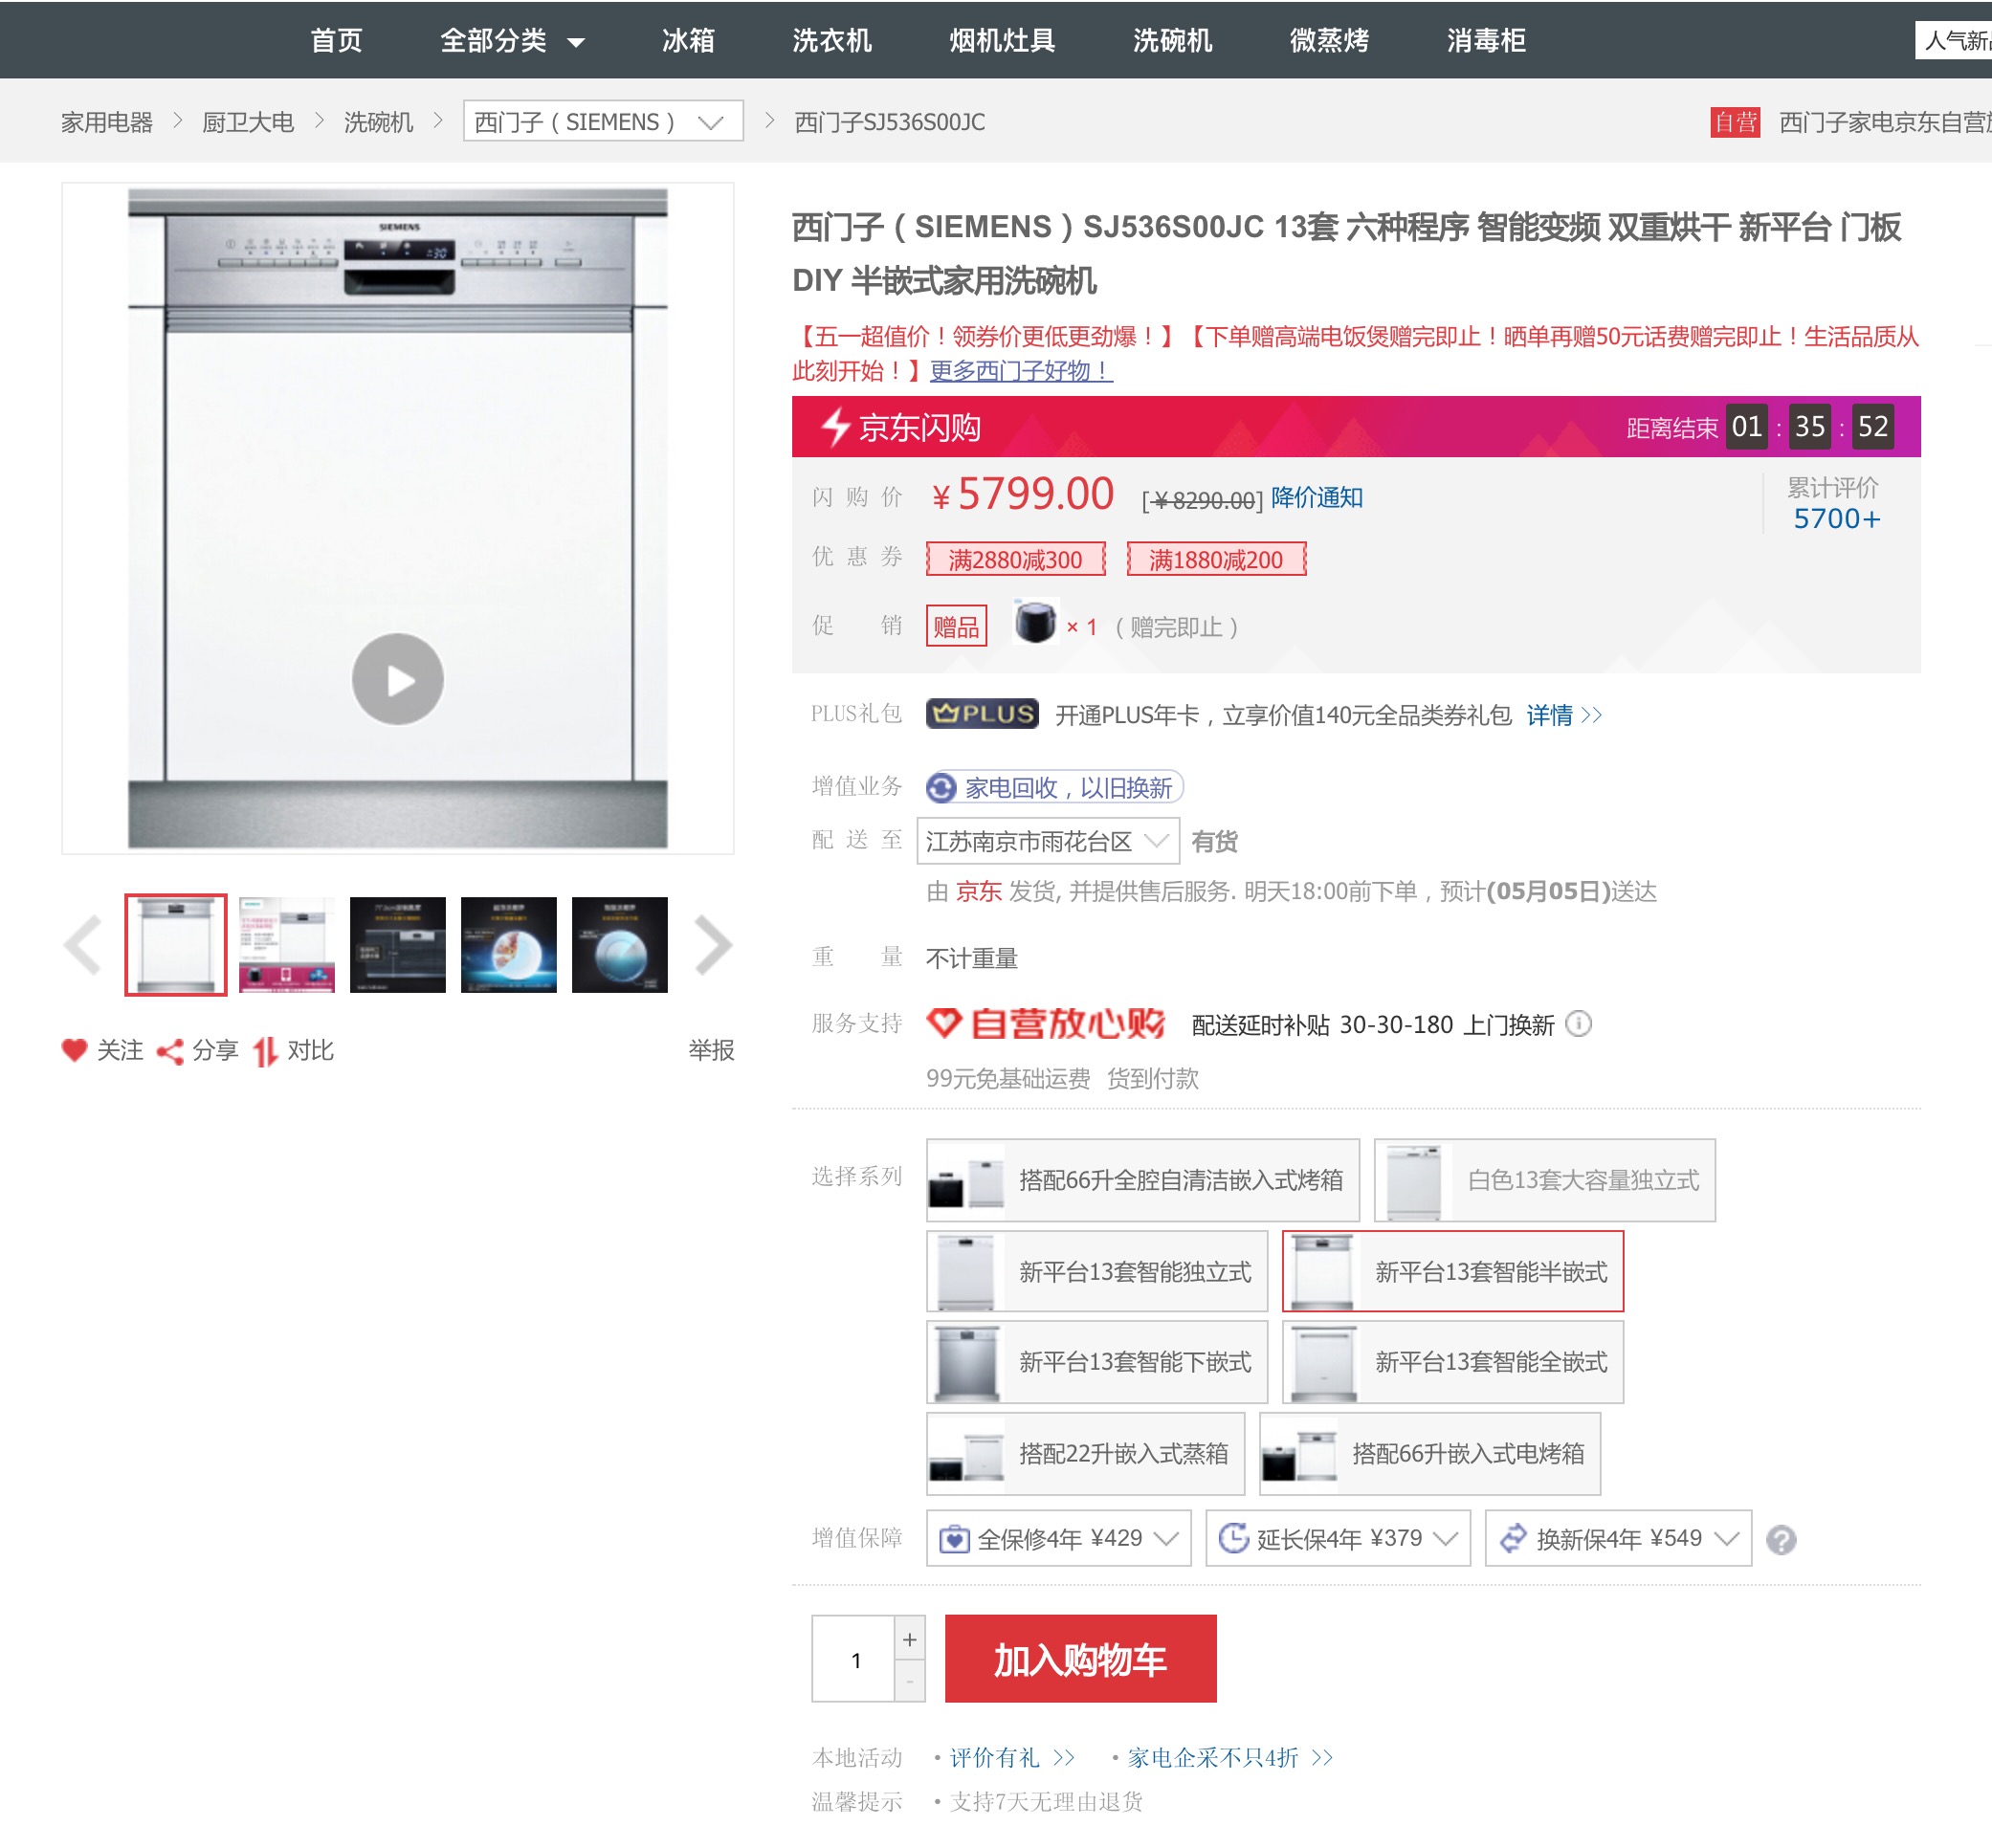 首页 全部分类 冰箱 洗衣机 烟机灶具 洗碗机 微蒸烤 消毒柜 人气新
家用电器 > 厨卫大电 > 洗碗机 > 西门子（SIEMENS） > 西门子SJ536S00JC
自营 西门子家电京东自营
SIEMENS
:30
西门子（SIEMENS）SJ536S00JC 13套 六种程序 智能变频 双重烘干 新平台 门板
DIY 半嵌式家用洗碗机
【五一超值价！领券价更低更劲爆！】【下单赠高端电饭煲赠完即止！晒单再赠50元话费赠完即止！生活品质从
此刻开始！】更多西门子好物！
京东闪购 距离结束 01 : 35 : 52
闪购价 ¥5799.00 [¥8290.00] 降价通知
累计评价
5700+
优惠券 满2880减300 满1880减200
促销 赠品 × 1 （赠完即止）
PLUS礼包 PLUS 开通PLUS年卡，立享价值140元全品类券礼包 详情 >>
增值业务 家电回收，以旧换新
配送至 江苏南京市雨花台区 有货
由 京东 发货, 并提供售后服务. 明天18:00前下单，预计(05月05日)送达
重量 不计重量
服务支持 自营放心购 配送延时补贴 30-30-180 上门换新
99元免基础运费 货到付款
关注 分享 对比 举报
选择系列 搭配66升全腔自清洁嵌入式烤箱 白色13套大容量独立式
新平台13套智能独立式 新平台13套智能半嵌式
新平台13套智能下嵌式 新平台13套智能全嵌式
搭配22升嵌入式蒸箱 搭配66升嵌入式电烤箱
增值保障 全保修4年 ¥429 延长保4年 ¥379 换新保4年 ¥549 ?
1 + -
加入购物车
本地活动 • 评价有礼 >> • 家电企采不只4折 >>
温馨提示 • 支持7天无理由退货